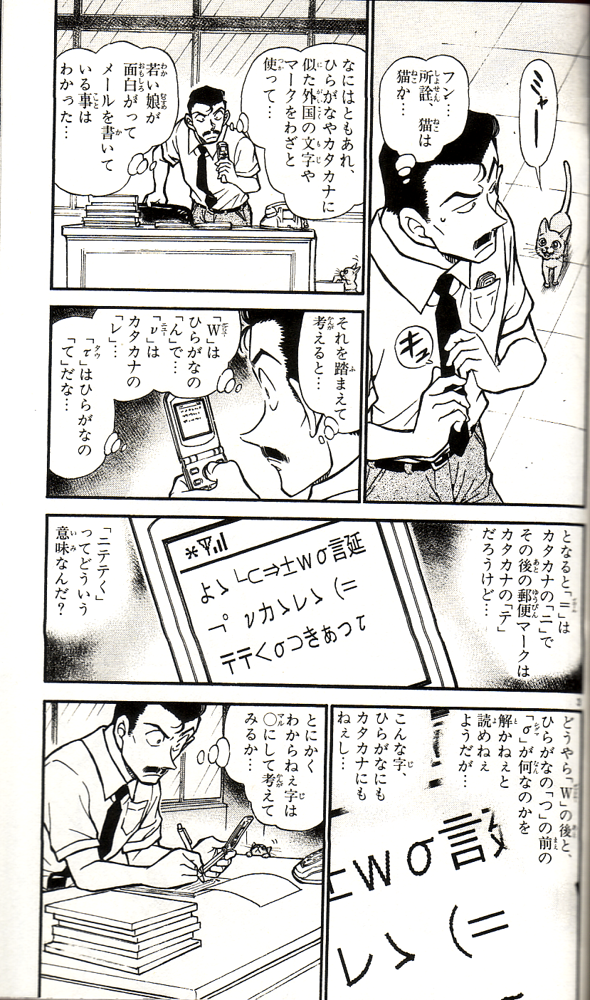 ミャーー
フン…
所詮 猫は
猫か…
キュ
なにはともあれ、
ひらがなやカタカナに
似た外国の文字や
マークをわざと
使って…
若い娘が
面白がって
メールを書いて
いる事は
わかった…
それを踏まえて
考えると…
「W」は
ひらがなの
「ん」で…
「ν」は
カタカナの
「レ」…
「τ」はひらがなの
「て」だな…
となると「=」は
カタカナの「ニ」で
その後の郵便マークは
カタカナの「テ」
だろうけど…
よゝ┗⊃⇒±Wσ言延
¬° νカゝレゝ (=
〒〒くσつきあつτ
「ニテテく」
ってどういう
意味なんだ?
どうやら「W」の後と、
ひらがなの「つ」の前の
「σ」が何なのかを
解かねぇと
読めねぇ
ようだが…
こんな字、
ひらがなにも
カタカナにも
ねぇし…
±Wσ言
レゝ (=
とにかく
わからねぇ字は
○にして考えて
みるか…